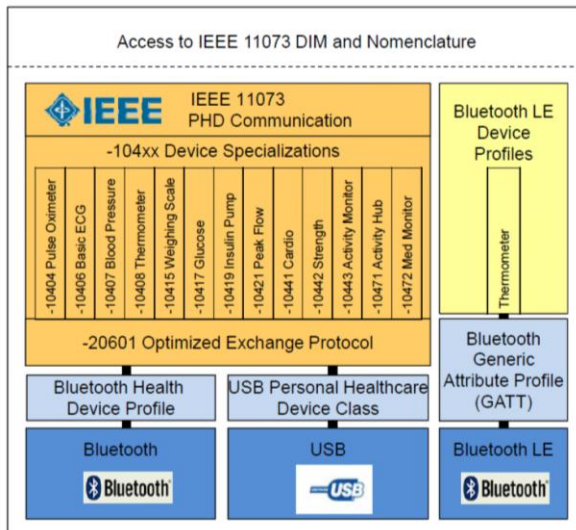 Access to IEEE 11073 DIM and Nomenclature
IEEE
IEEE 11073
PHD Communication
-104xx Device Specializations
-10404 Pulse Oximeter
-10406 Basic ECG
-10407 Blood Pressure
-10408 Thermometer
-10415 Weighing Scale
-10417 Glucose
-10419 Insulin Pump
-10421 Peak Flow
-10441 Cardio
-10442 Strength
-10443 Activity Monitor
-10471 Activity Hub
-10472 Med Monitor
-20601 Optimized Exchange Protocol
Bluetooth Health
Device Profile
USB Personal Healthcare
Device Class
Bluetooth
Bluetooth®
USB
USB
Bluetooth LE
Device
Profiles
Thermometer
Bluetooth
Generic
Attribute Profile
(GATT)
Bluetooth LE
Bluetooth®